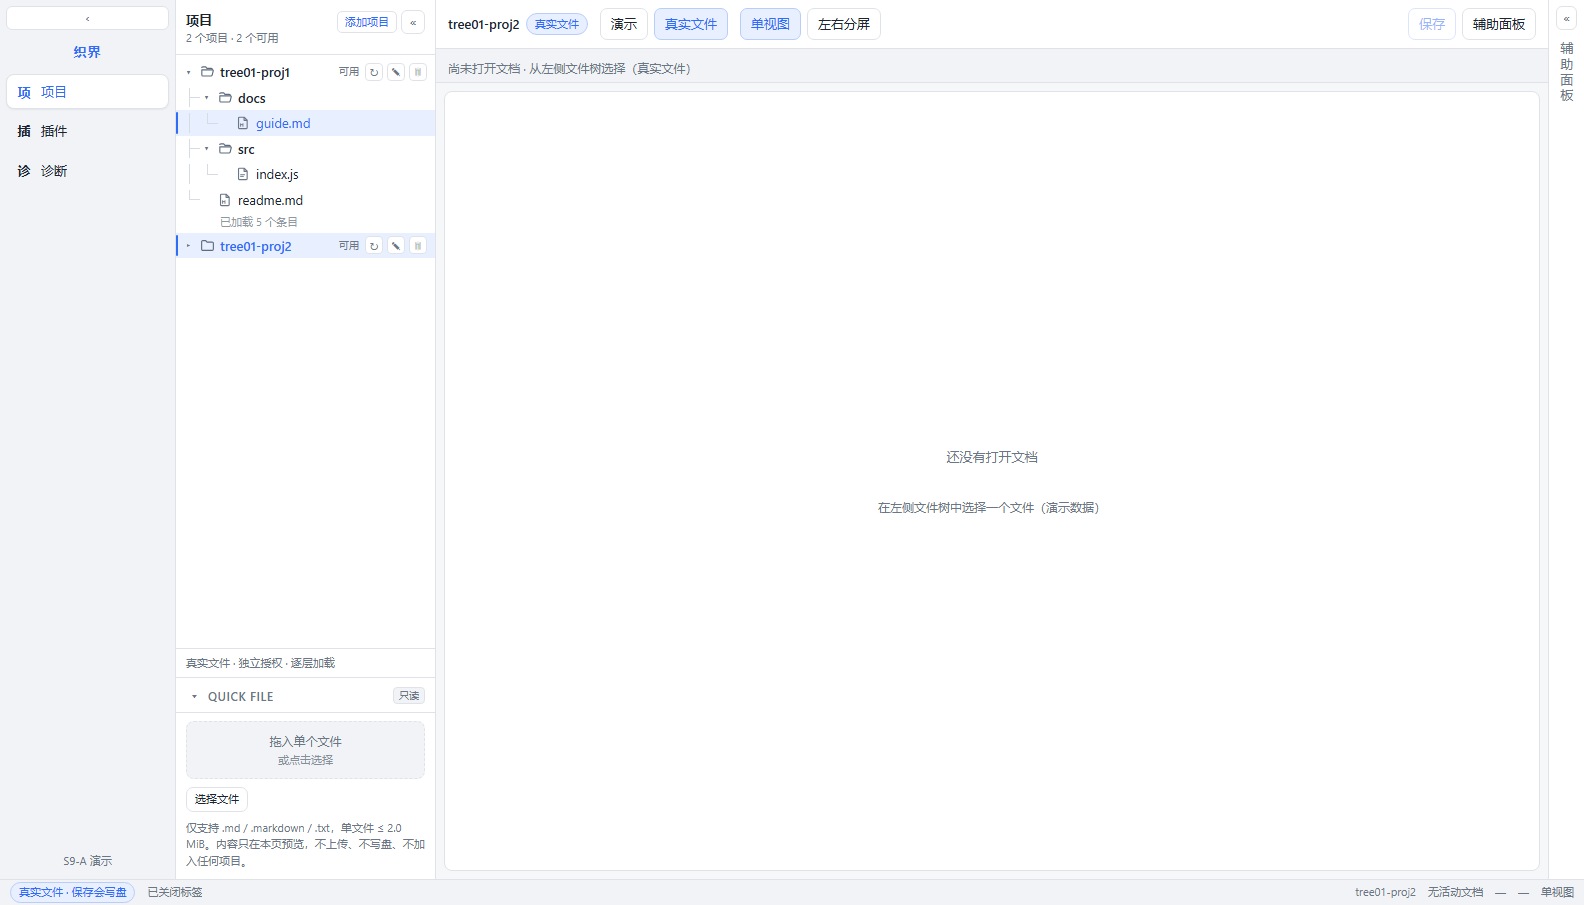 ‹
织界
项 项目
插 插件
诊 诊断
S9-A 演示
项目
2 个项目 · 2 个可用
添加项目
«
tree01-proj1
可用
docs
guide.md
src
index.js
readme.md
已加载 5 个条目
tree01-proj2
可用
真实文件 · 独立授权 · 逐层加载
QUICK FILE
只读
拖入单个文件
或点击选择
选择文件
仅支持 .md / .markdown / .txt，单文件 ≤ 2.0
MiB。内容只在本页预览，不上传、不写盘、不加
入任何项目。
tree01-proj2 真实文件 演示 真实文件 单视图 左右分屏 保存 辅助面板
尚未打开文档 · 从左侧文件树选择（真实文件）
还没有打开文档
在左侧文件树中选择一个文件（演示数据）
«
辅助面板
真实文件 · 保存会写盘 已关闭标签
tree01-proj2 无活动文档 — — 单视图